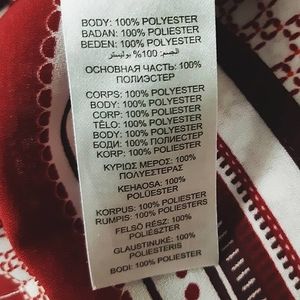 BODY: 100% POLYESTER
BADAN: 100% POLIESTER
BEDEN: 100% POLYESTER
الجسم: 100% بوليستر
ОСНОВНАЯ ЧАСТЬ: 100%
ПОЛИЭСТЕР
CORPS: 100% POLYESTER
BODY: 100% POLYESTER
CORP: 100% POLIESTER
TĚLO: 100% POLYESTER
BODY: 100% POLYESTER
БОДИ: 100% ПОЛИЕСТЕР
KORP: 100% POLIESTER
ΚΥΡΙΩΣ ΜΕΡΟΣ: 100%
ΠΟΛΥΕΣΤΕΡΑΣ
KEHAOSA: 100%
POLÜESTER
KORPUS: 100% POLYESTER
RUMPIS: 100% POLIESTERS
FELSŐ RÉSZ: 100%
POLIÉSZTER
GLAUSTINUKĖ: 100%
POLIESTERIS
BODI: 100% POLIESTER